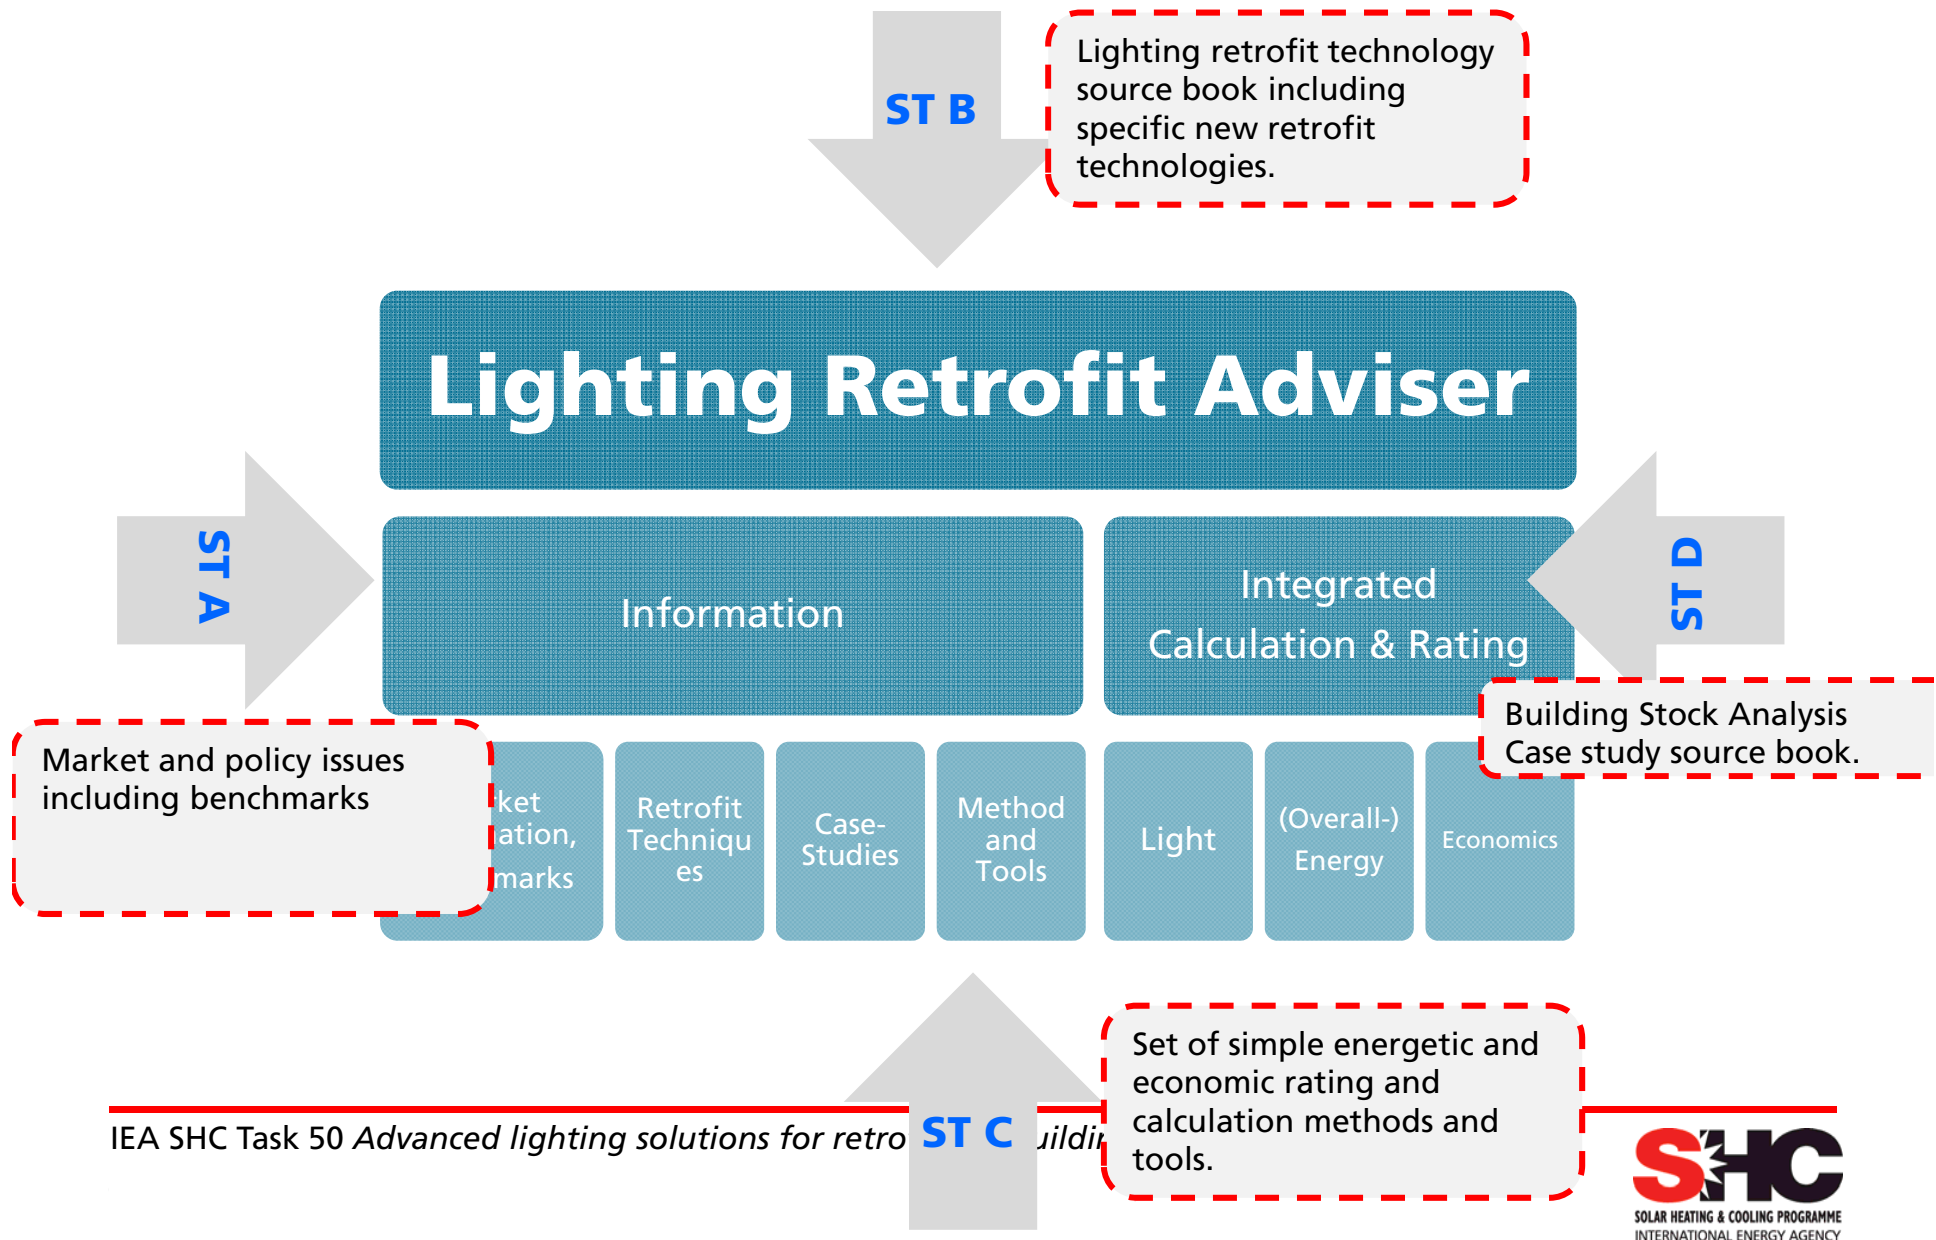 ST B
Lighting retrofit technology
source book including
specific new retrofit
technologies.
Lighting Retrofit Adviser
ST A
Information
Integrated
Calculation & Rating
ST D
Market and policy issues
including benchmarks
Building Stock Analysis
Case study source book.
ket
ation,
marks
Retrofit
Techniqu
es
Case-
Studies
Method
and
Tools
Light
(Overall-)
Energy
Economics
ST C
Set of simple energetic and
economic rating and
calculation methods and
tools.
IEA SHC Task 50 Advanced lighting solutions for retro uildin
SHC
SOLAR HEATING & COOLING PROGRAMME
INTERNATIONAL ENERGY AGENCY